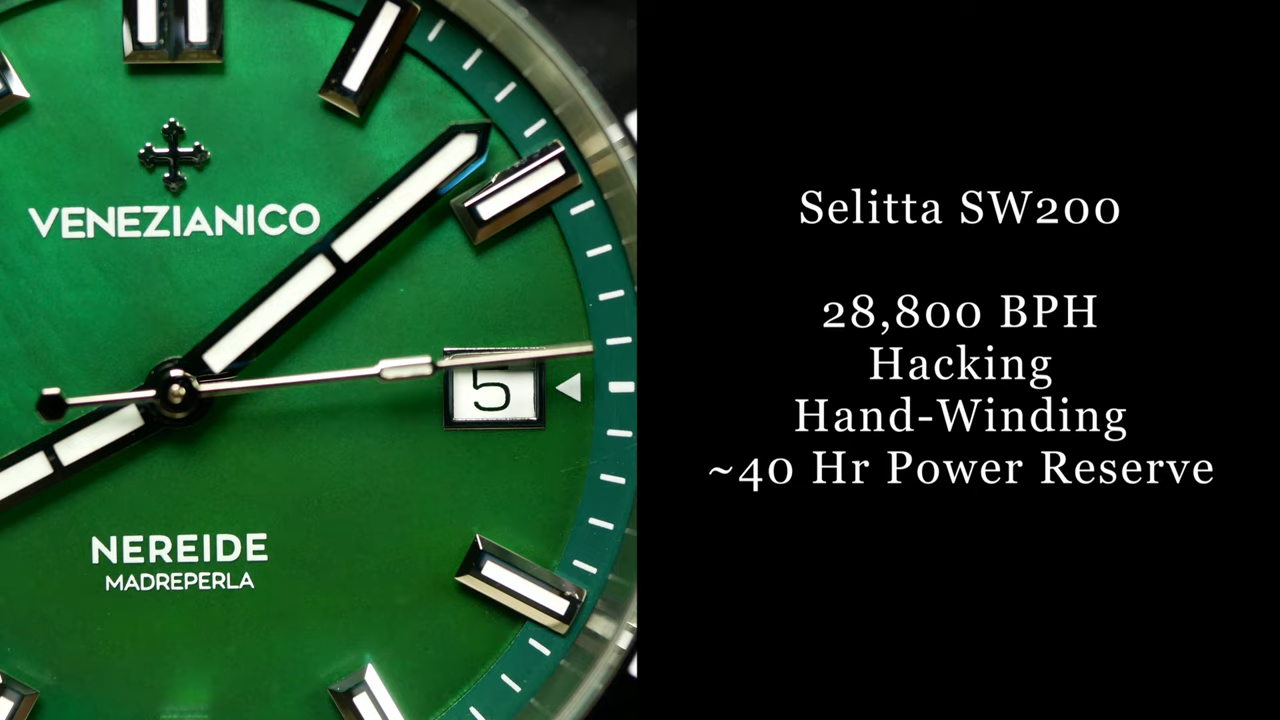 VENEZIANICO
5
NEREIDE
MADREPERLA
Selitta SW200
28,800 BPH
Hacking
Hand-Winding
~40 Hr Power Reserve